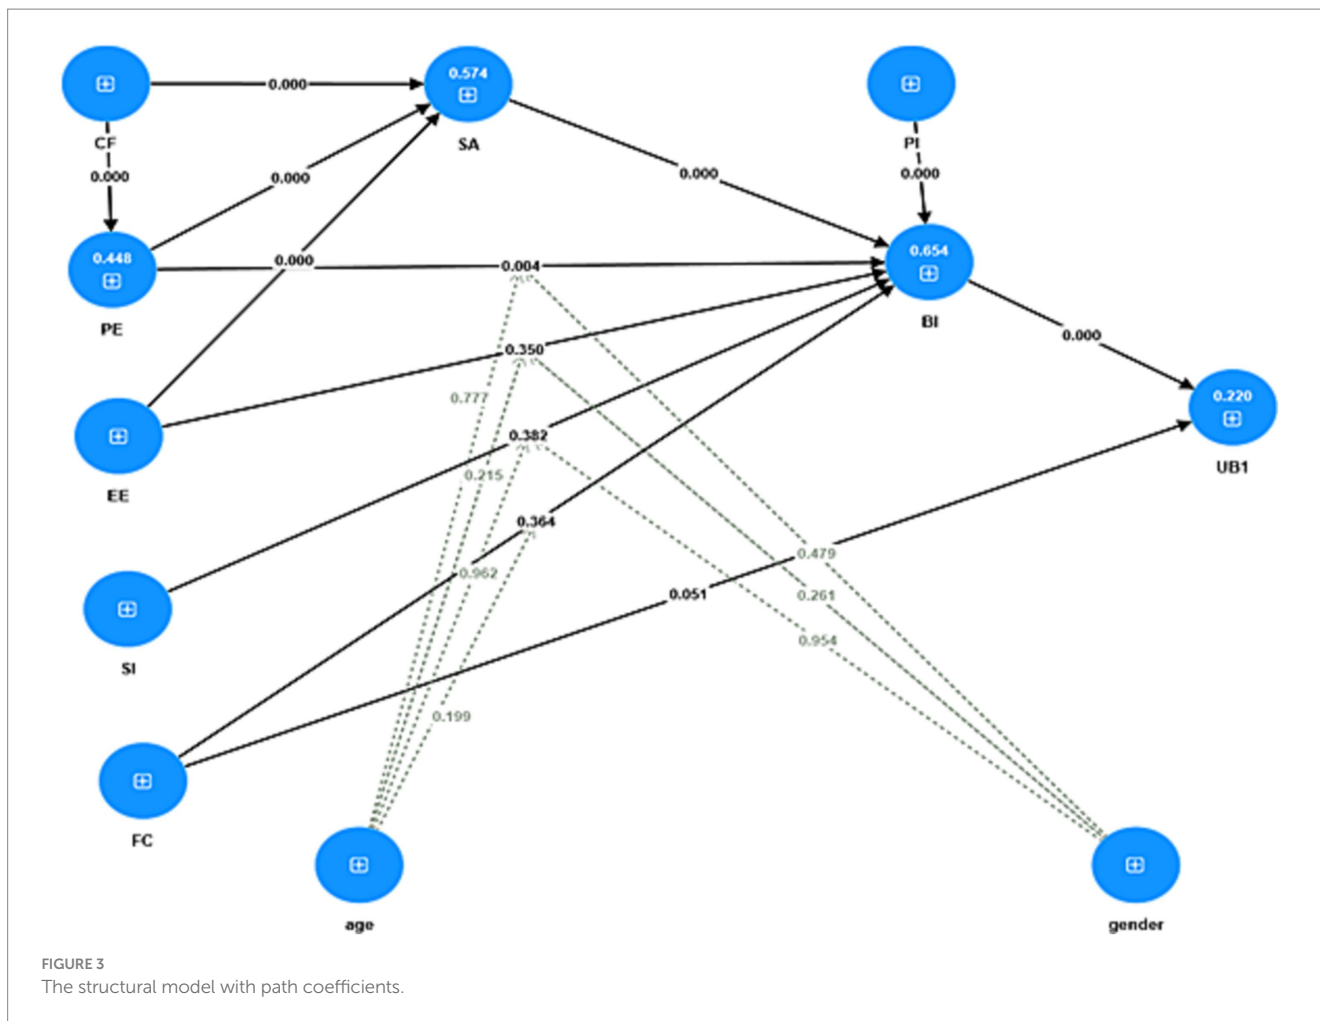 0.574
0.000
CF
SA
PI
0.000
0.000
0.000
0.000
0.448
0.000
0.004
0.654
PE
BI
0.000
0.350
0.777
0.220
0.382
0.215
UB1
EE
0.364
0.479
0.962
0.051
0.261
0.954
SI
0.199
FC
age
gender
FIGURE 3
The structural model with path coefficients.